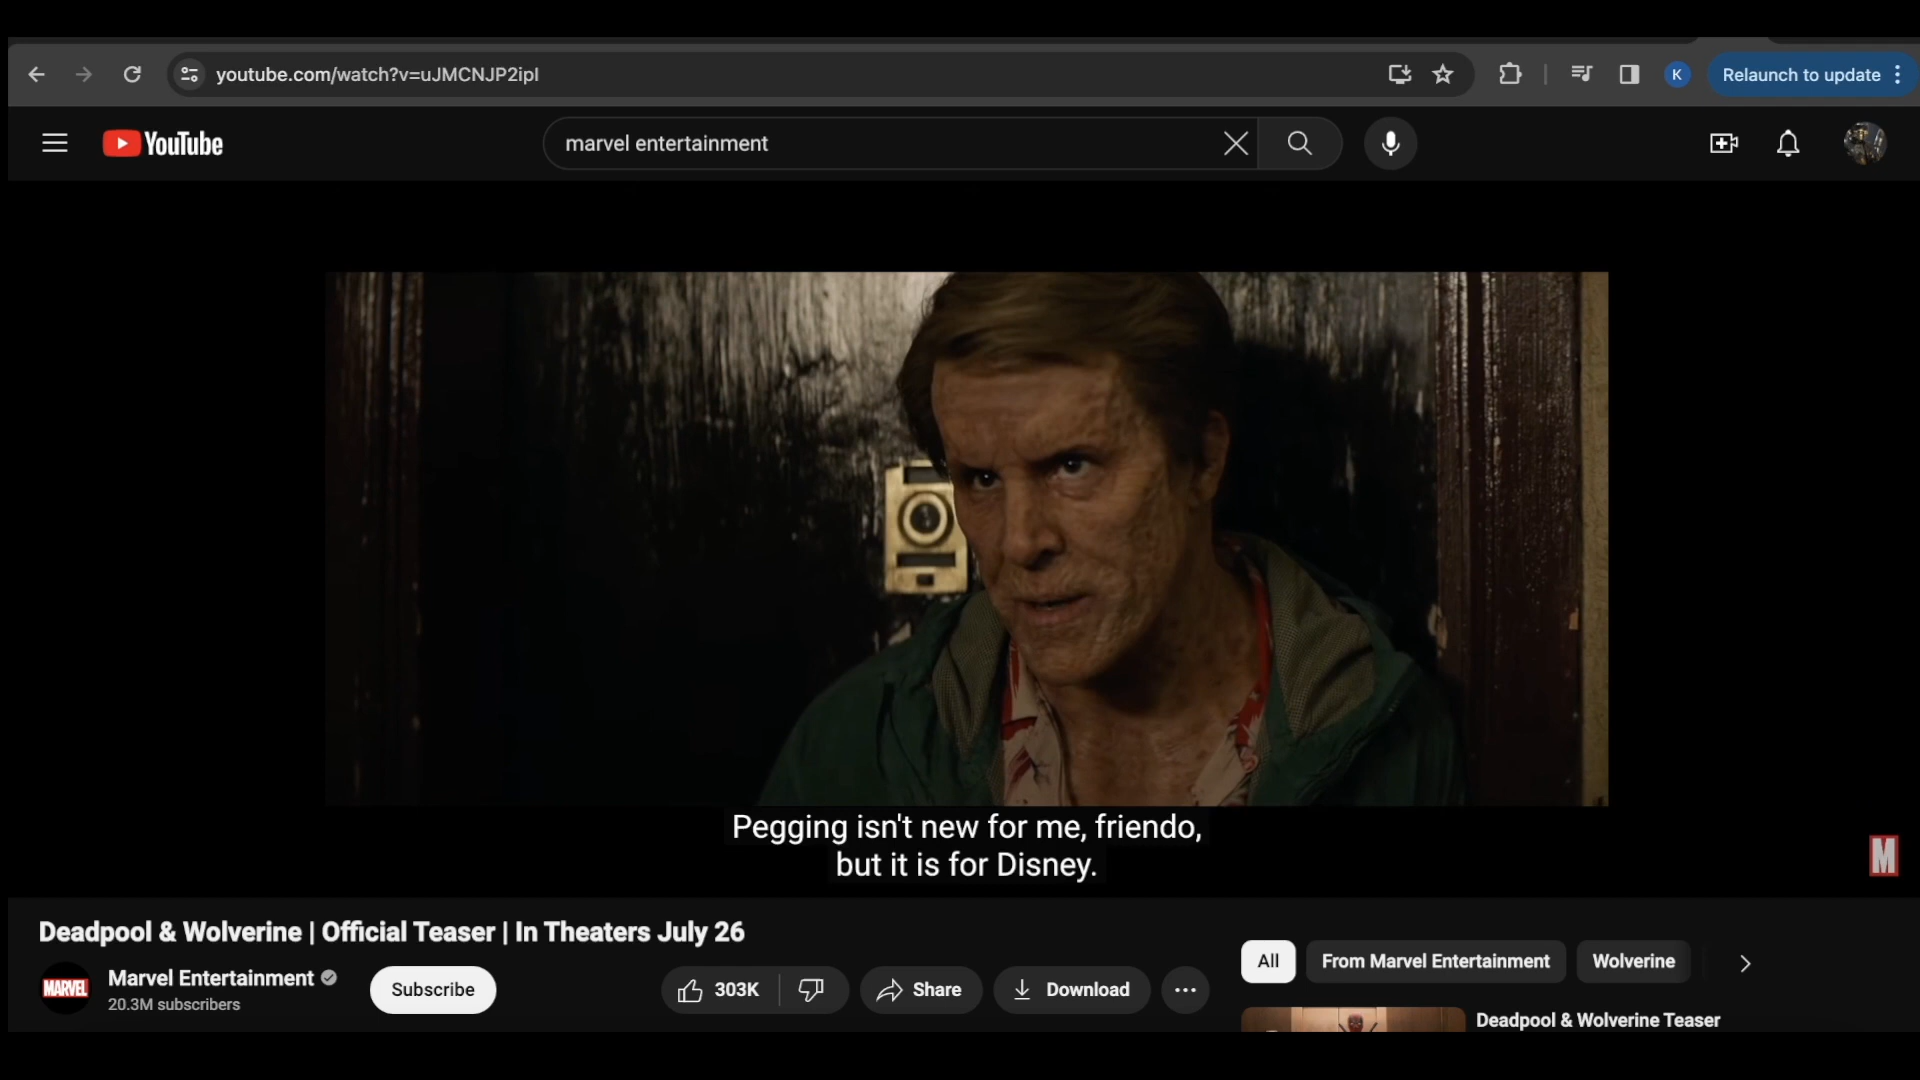 youtube.com/watch?v=uJMCNJP2ipI
K
Relaunch to update
YouTube
marvel entertainment
Pegging isn't new for me, friendo,
but it is for Disney.
M
Deadpool & Wolverine | Official Teaser | In Theaters July 26
MARVEL
Marvel Entertainment
20.3M subscribers
Subscribe
303K
Share
Download
All
From Marvel Entertainment
Wolverine
Deadpool & Wolverine Teaser